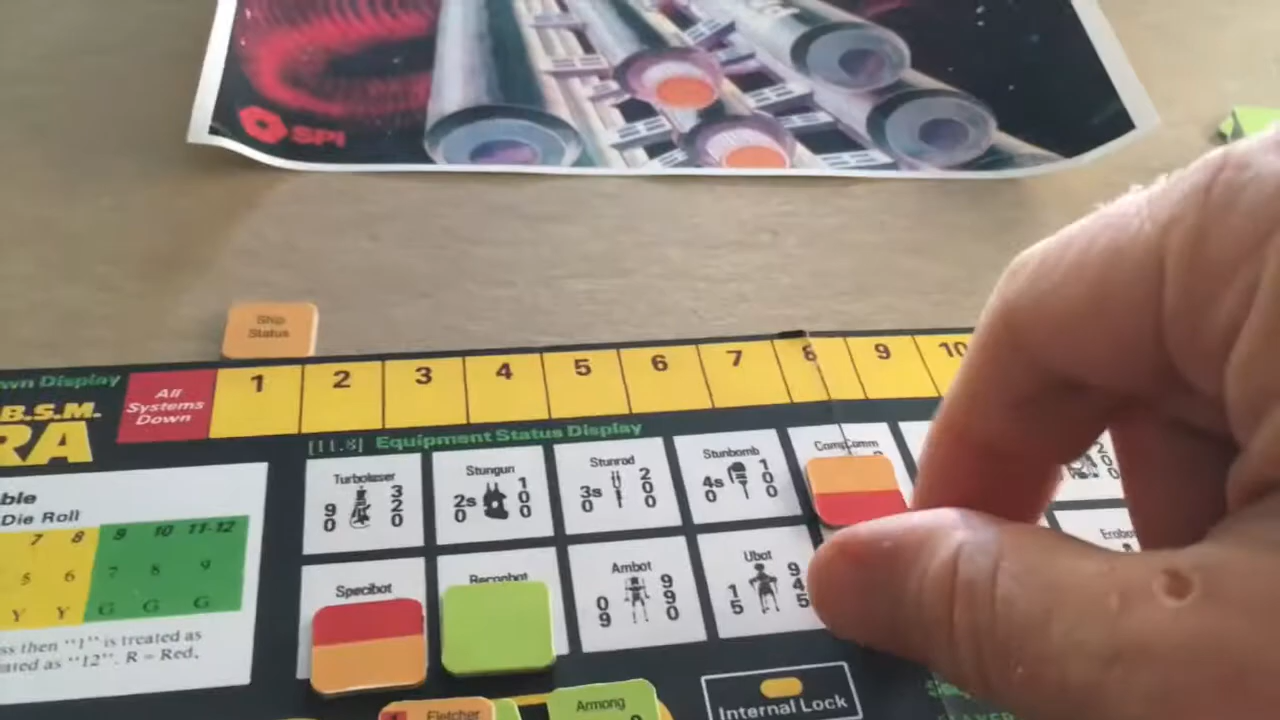 SPI
Ship
Status
wn Display
All
Systems
Down
1 2 3 4 5 6 7 8 9 10
B.S.M.
RA
[11.8] Equipment Status Display
Turbolaser
9
0
3
2
0
Stungun
2s
0
1
0
0
Stunrod
3s
0
2
0
0
Stunbomb
4s
0
1
0
0
CompComm
ble
Die Roll
7 8 9 10 11-12
5 6 7 8 9
Y Y G G G
ss then "1" is treated as
eated as "12". R = Red,
Specibot
Reconbot
Ambot
0
9
9
9
0
Ubot
1
5
9
4
5
Erobot
Fletcher
Armong
Internal Lock